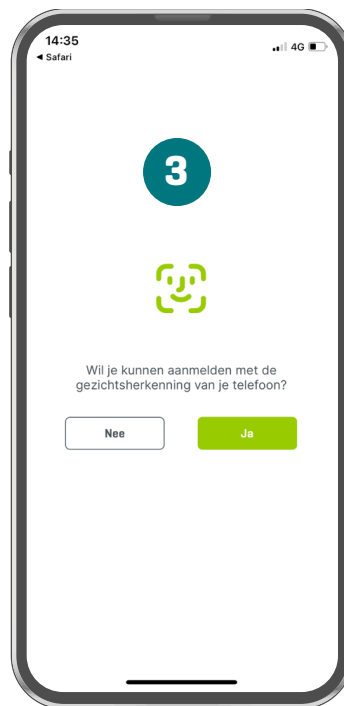 14:35
4G
◀ Safari
3
Wil je kunnen aanmelden met de
gezichtsherkenning van je telefoon?
Nee
Ja